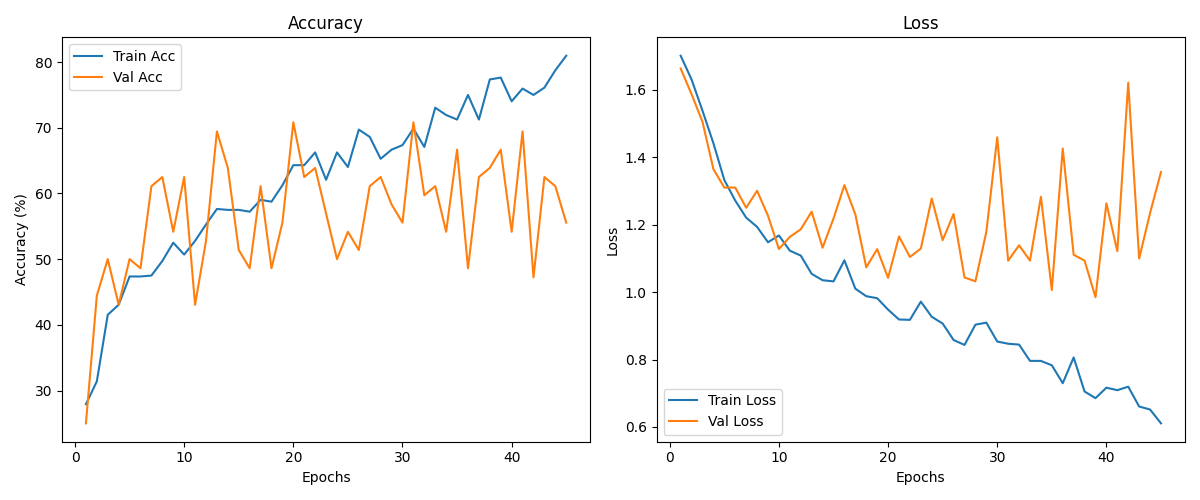 Accuracy
Train Acc
Val Acc
Accuracy (%)
80
70
60
50
40
30
0
10
20
30
40
Epochs
Loss
Loss
1.6
1.4
1.2
1.0
0.8
0.6
Train Loss
Val Loss
0
10
20
30
40
Epochs